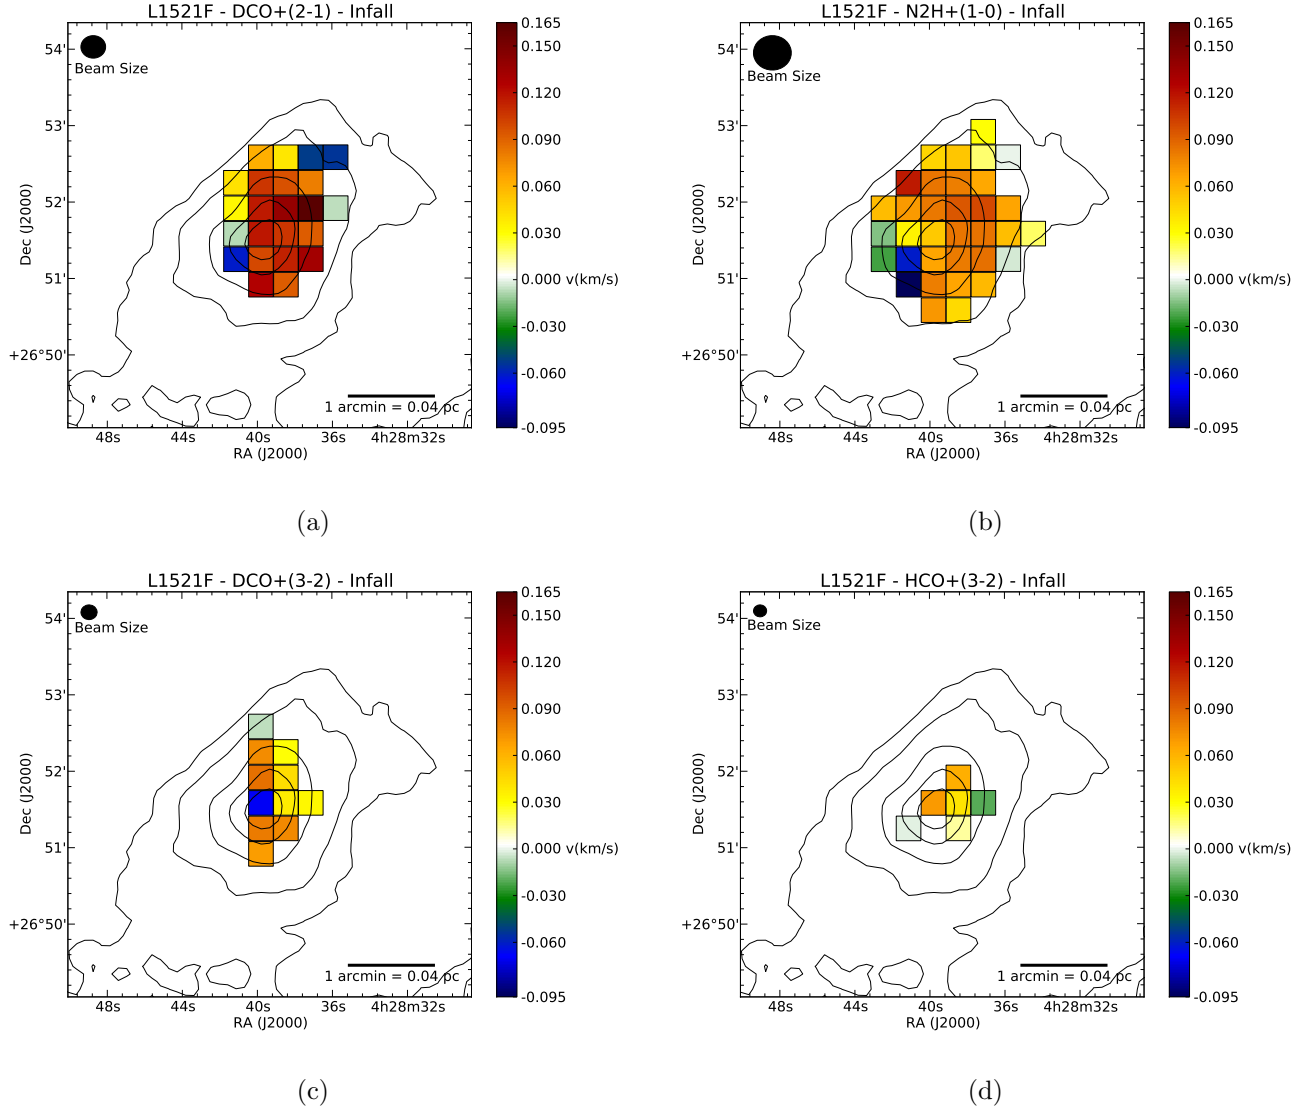 L1521F - DCO+(2-1) - Infall
Beam Size
54'
53'
52'
51'
+26°50'
Dec (J2000)
48s 44s 40s 36s 4h28m32s
RA (J2000)
1 arcmin = 0.04 pc
0.165
0.150
0.120
0.090
0.060
0.030
0.000 v(km/s)
-0.030
-0.060
-0.095
(a)
L1521F - N2H+(1-0) - Infall
Beam Size
54'
53'
52'
51'
+26°50'
Dec (J2000)
48s 44s 40s 36s 4h28m32s
RA (J2000)
1 arcmin = 0.04 pc
0.165
0.150
0.120
0.090
0.060
0.030
0.000 v(km/s)
-0.030
-0.060
-0.095
(b)
L1521F - DCO+(3-2) - Infall
Beam Size
54'
53'
52'
51'
+26°50'
Dec (J2000)
48s 44s 40s 36s 4h28m32s
RA (J2000)
1 arcmin = 0.04 pc
0.165
0.150
0.120
0.090
0.060
0.030
0.000 v(km/s)
-0.030
-0.060
-0.095
(c)
L1521F - HCO+(3-2) - Infall
Beam Size
54'
53'
52'
51'
+26°50'
Dec (J2000)
48s 44s 40s 36s 4h28m32s
RA (J2000)
1 arcmin = 0.04 pc
0.165
0.150
0.120
0.090
0.060
0.030
0.000 v(km/s)
-0.030
-0.060
-0.095
(d)